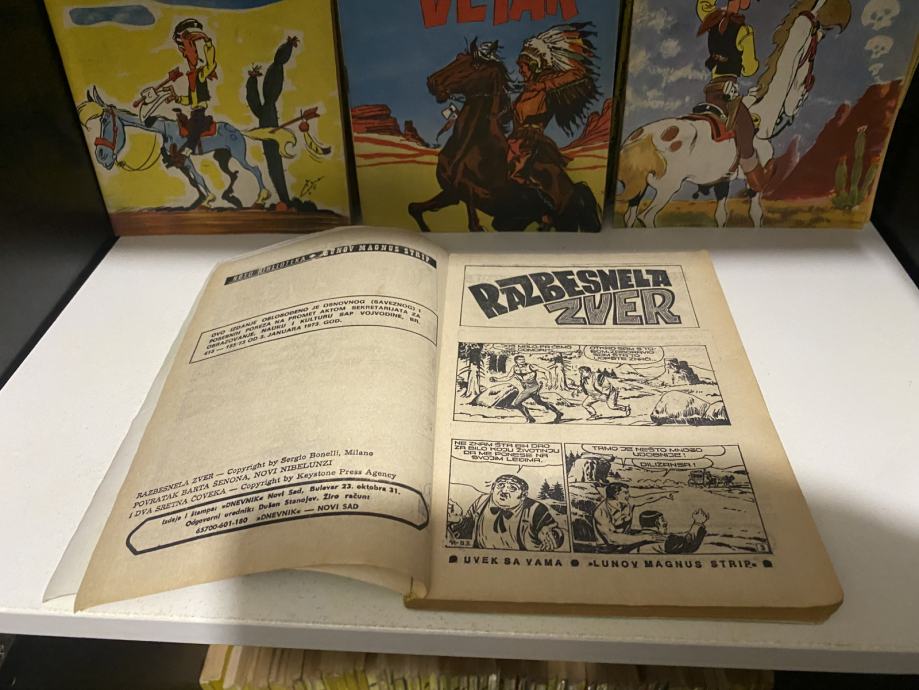 VETAR
ROTO BIBLIOTEKA LUNOV MAGNUS STRIP
OVO IZDANJE OSLOBOĐENO JE OSNOVNOG (SAVEZNOG) I
POSEBNIH POREZA NA PROMET AKTOM SEKRETARIJATA ZA
OBRAZOVANJE, NAUKU I KULTURU SAP VOJVODINE, BR.
413 — 155/73 OD 3. JANUARA 1973. GOD.
RAZBESNELA ZVER — Copyright by Sergio Bonelli, Milano
POVRATAK BARTA SENONA, NOVI NIBELUNZI
I DVA SRETNA ČOVEKA — Copyright by Keystone Press Agency
Izdaje i štampa: »DNEVNIK« Novi Sad, Bulevar 23. oktobra 31.
Odgovorni urednik: Dušan Stanojev. Žiro račun:
65700-601-180 »DNEVNIK« — NOVI SAD
RAZBESNELA
ZVER
NE ZNAM ŠTA BIH DAO
ZA BILO KOJU ŽIVOTINJU
DA ME PONESE NA
SVOJIM LEĐIMA.
TAMO JE NEŠTO MNOGO
UDOBNIJE!
DILIŽANSA!
3
UVEK SA VAMA »LUNOV MAGNUS STRIP«